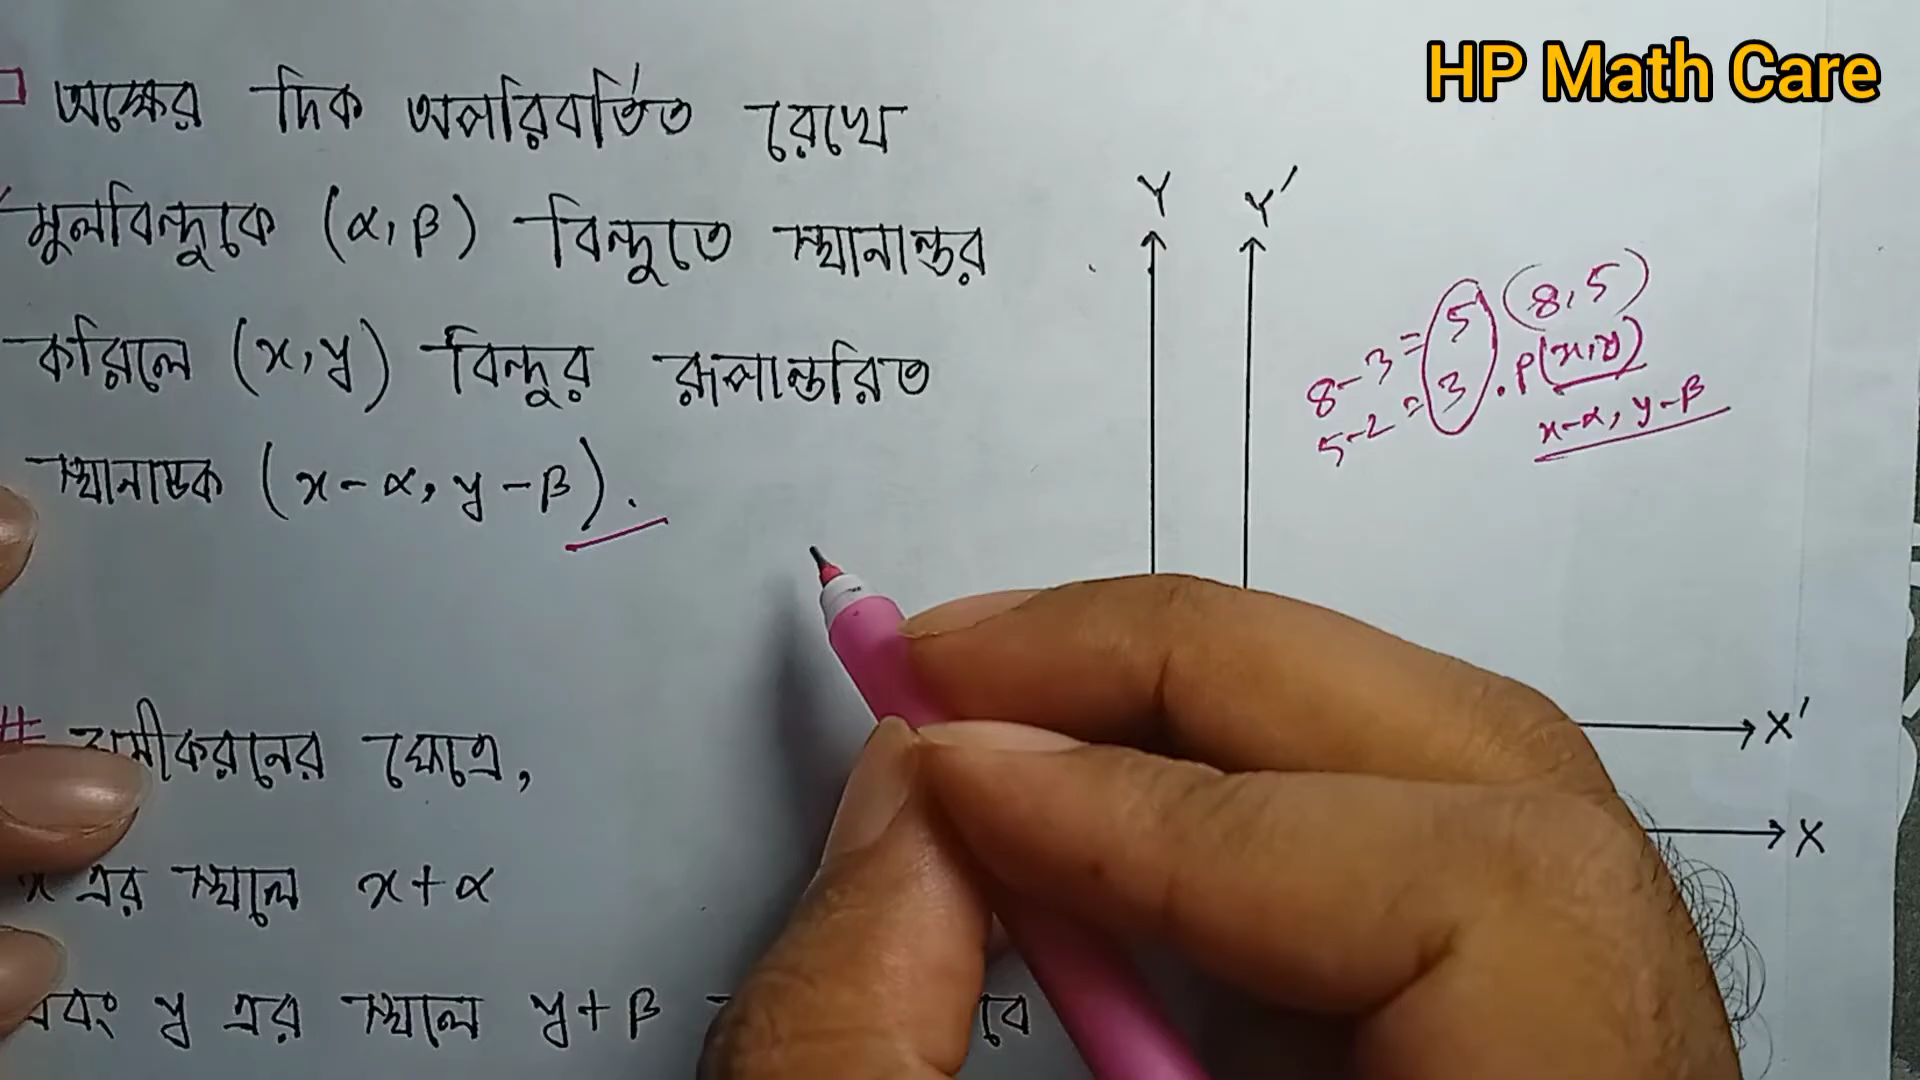 HP Math Care
অক্ষের দিক অপরিবর্তিত রেখে
মুলবিন্দুকে (α, β) বিন্দুতে স্থানান্তর
করিলে (x, y) বিন্দুর রূপান্তরিত
স্থানাঙ্ক (x-α, y-β).
# সমীকরনের ক্ষেত্রে,
x এর স্থলে x+α
এবং y এর স্থলে y+β
Y Y′
8-3=5 (8, 5)
5-2=3 . P(x, y)
x-α, y-β
X′
X